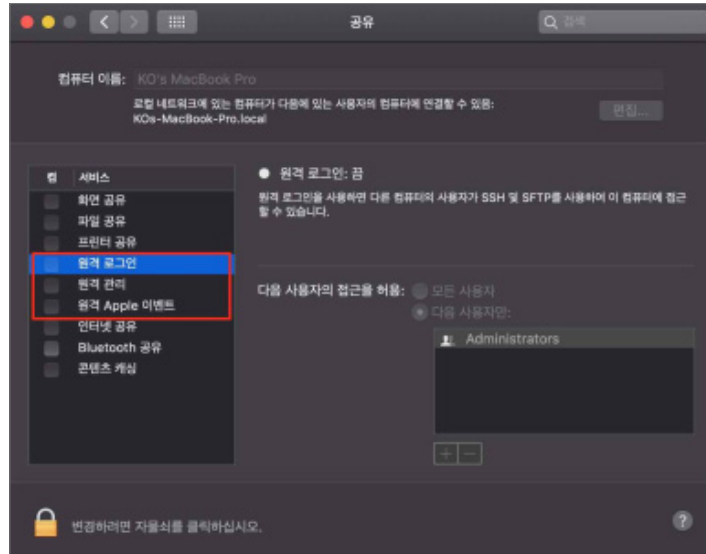 공유
검색
컴퓨터 이름: KO's MacBook Pro
로컬 네트워크에 있는 컴퓨터가 다음에 있는 사용자의 컴퓨터에 연결할 수 있음:
KOs-MacBook-Pro.local
편집...
켬 서비스
화면 공유
파일 공유
프린터 공유
원격 로그인
원격 관리
원격 Apple 이벤트
인터넷 공유
Bluetooth 공유
콘텐츠 캐싱
원격 로그인: 끔
원격 로그인을 사용하면 다른 컴퓨터의 사용자가 SSH 및 SFTP를 사용하여 이 컴퓨터에 접근
할 수 있습니다.
다음 사용자의 접근을 허용: 모든 사용자
다음 사용자만:
Administrators
변경하려면 자물쇠를 클릭하십시오.
?